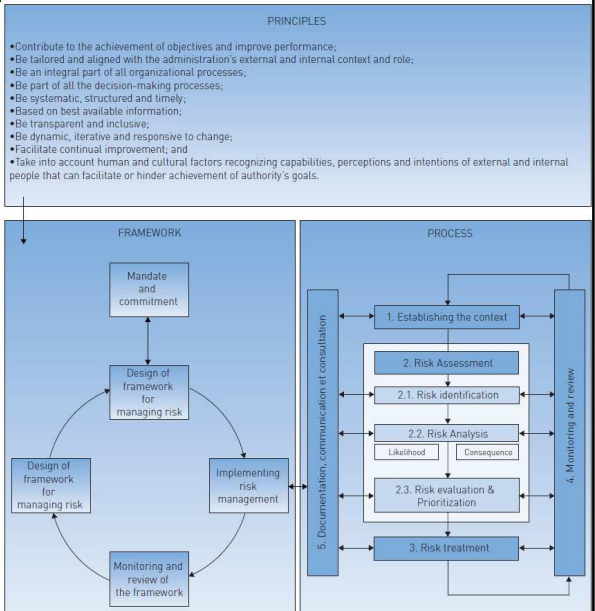 PRINCIPLES
•Contribute to the achievement of objectives and improve performance;
•Be tailored and aligned with the administration's external and internal context and role;
•Be an integral part of all organizational processes;
•Be part of all the decision-making processes;
•Be systematic, structured and timely;
•Based on best available information;
•Be transparent and inclusive;
•Be dynamic, iterative and responsive to change;
•Facilitate continual improvement; and
•Take into account human and cultural factors recognizing capabilities, perceptions and intentions of external and internal
people that can facilitate or hinder achievement of authority's goals.
FRAMEWORK
Mandate
and
commitment
Design of
framework
for
managing risk
Design of
framework
for
managing risk
Implementing
risk
management
Monitoring and
review of
the framework
PROCESS
5. Documentation, communication et consultation
1. Establishing the context
2. Risk Assessment
2.1. Risk identification
2.2. Risk Analysis
Likelihood
Consequence
2.3. Risk evaluation &
Prioritization
3. Risk treatment
4. Monitoring and review